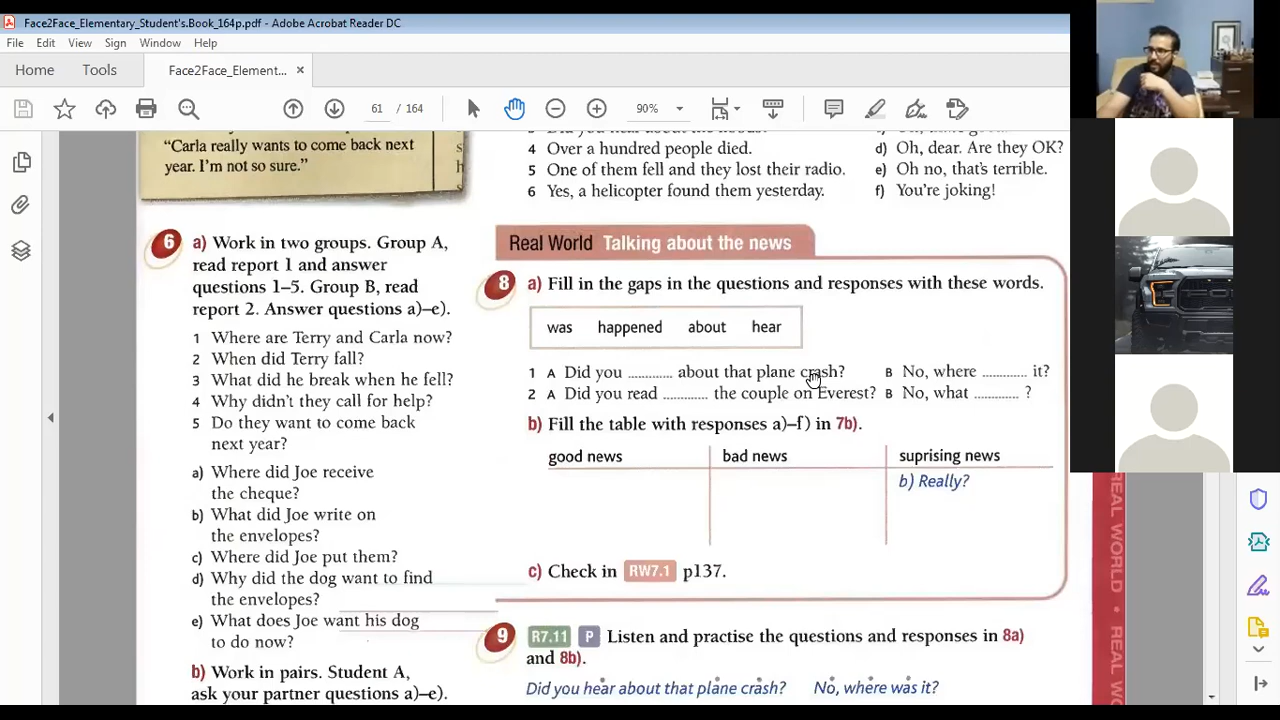 Face2Face_Elementary_Student's.Book_164p.pdf - Adobe Acrobat Reader DC
File Edit View Sign Window Help
Home Tools Face2Face_Element... ×
61 / 164 90%
"Carla really wants to come back next
year. I'm not so sure."
6 a) Work in two groups. Group A,
read report 1 and answer
questions 1–5. Group B, read
report 2. Answer questions a)–e).
1 Where are Terry and Carla now?
2 When did Terry fall?
3 What did he break when he fell?
4 Why didn't they call for help?
5 Do they want to come back
next year?
a) Where did Joe receive
the cheque?
b) What did Joe write on
the envelopes?
c) Where did Joe put them?
d) Why did the dog want to find
the envelopes?
e) What does Joe want his dog
to do now?
b) Work in pairs. Student A,
ask your partner questions a)–e).
4 Over a hundred people died.
5 One of them fell and they lost their radio.
6 Yes, a helicopter found them yesterday.
d) Oh, dear. Are they OK?
e) Oh no, that's terrible.
f) You're joking!
Real World Talking about the news
8 a) Fill in the gaps in the questions and responses with these words.
was happened about hear
1 A Did you .......... about that plane crash? B No, where .......... it?
2 A Did you read .......... the couple on Everest? B No, what .......... ?
b) Fill the table with responses a)–f) in 7b).
good news bad news suprising news
b) Really?
c) Check in RW7.1 p137.
9 R7.11 P Listen and practise the questions and responses in 8a)
and 8b).
Did you hear about that plane crash? No, where was it?
REAL WORLD • REAL WO